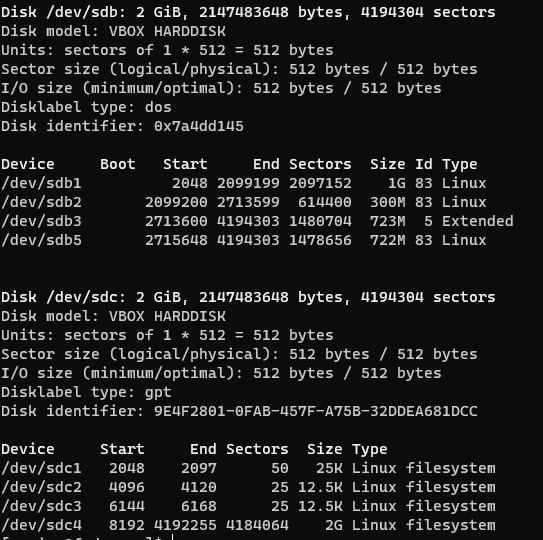 Disk /dev/sdb: 2 GiB, 2147483648 bytes, 4194304 sectors
Disk model: VBOX HARDDISK
Units: sectors of 1 * 512 = 512 bytes
Sector size (logical/physical): 512 bytes / 512 bytes
I/O size (minimum/optimal): 512 bytes / 512 bytes
Disklabel type: dos
Disk identifier: 0x7a4dd145
Device     Boot   Start     End Sectors  Size Id Type
/dev/sdb1          2048 2099199 2097152    1G 83 Linux
/dev/sdb2       2099200 2713599  614400  300M 83 Linux
/dev/sdb3       2713600 4194303 1480704  723M  5 Extended
/dev/sdb5       2715648 4194303 1478656  722M 83 Linux
Disk /dev/sdc: 2 GiB, 2147483648 bytes, 4194304 sectors
Disk model: VBOX HARDDISK
Units: sectors of 1 * 512 = 512 bytes
Sector size (logical/physical): 512 bytes / 512 bytes
I/O size (minimum/optimal): 512 bytes / 512 bytes
Disklabel type: gpt
Disk identifier: 9E4F2801-0FAB-457F-A75B-32DDEA681DCC
Device     Start     End Sectors  Size Type
/dev/sdc1   2048    2097      50   25K Linux filesystem
/dev/sdc2   4096    4120      25 12.5K Linux filesystem
/dev/sdc3   6144    6168      25 12.5K Linux filesystem
/dev/sdc4   8192 4192255 4184064    2G Linux filesystem